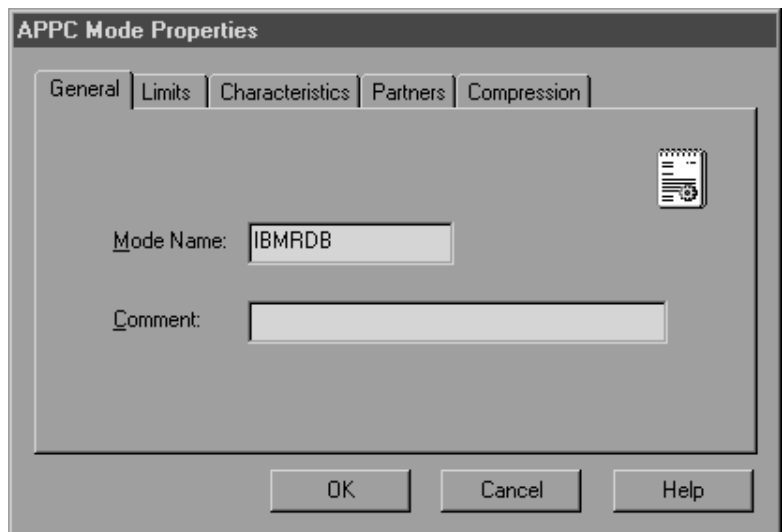 APPC Mode Properties
General Limits Characteristics Partners Compression
Mode Name: IBMRDB
Comment:
OK Cancel Help